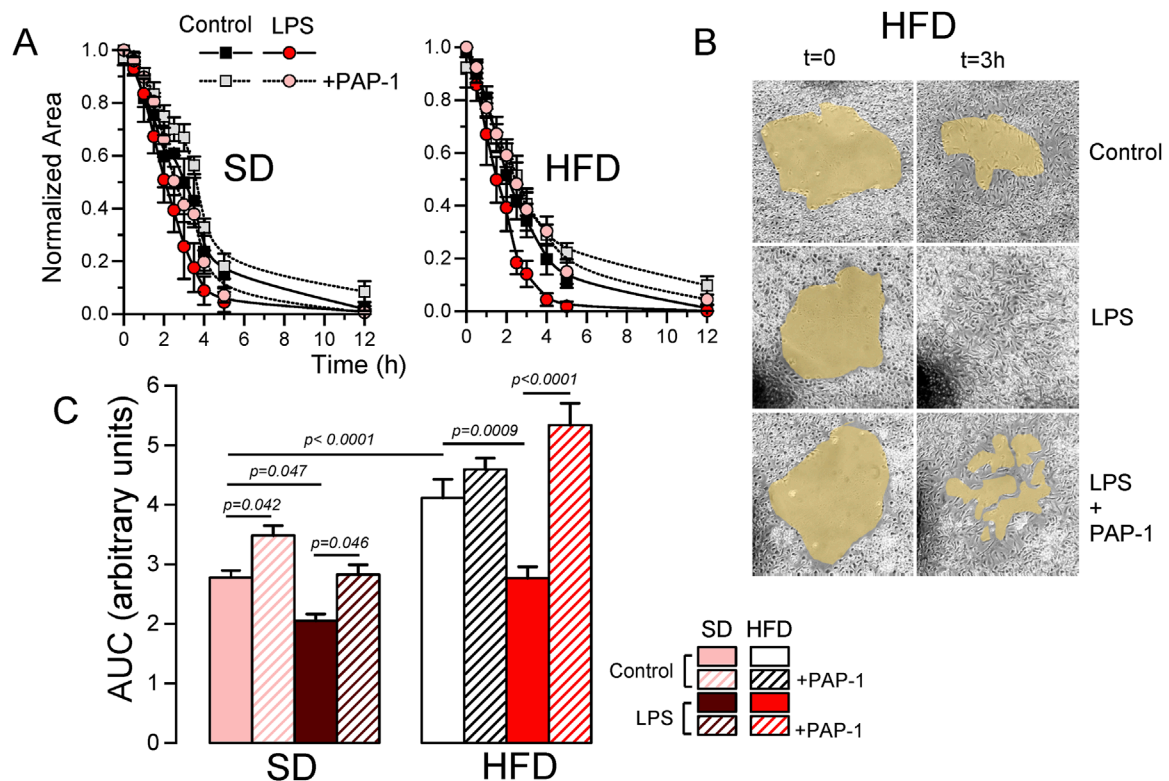 A
Control LPS
+PAP-1
Normalized Area
1.0
0.8
0.6
0.4
0.2
0.0
SD
0 2 4 6 8 10 12
1.0
0.8
0.6
0.4
0.2
0.0
HFD
0 2 4 6 8 10 12
Time (h)
B
HFD
t=0 t=3h
Control
LPS
LPS
+
PAP-1
C
AUC (arbitrary units)
6
5
4
3
2
1
0
p<0.0001
p< 0.0001
p=0.0009
p=0.047
p=0.042
p=0.046
SD HFD
SD HFD
Control
+PAP-1
LPS
+PAP-1